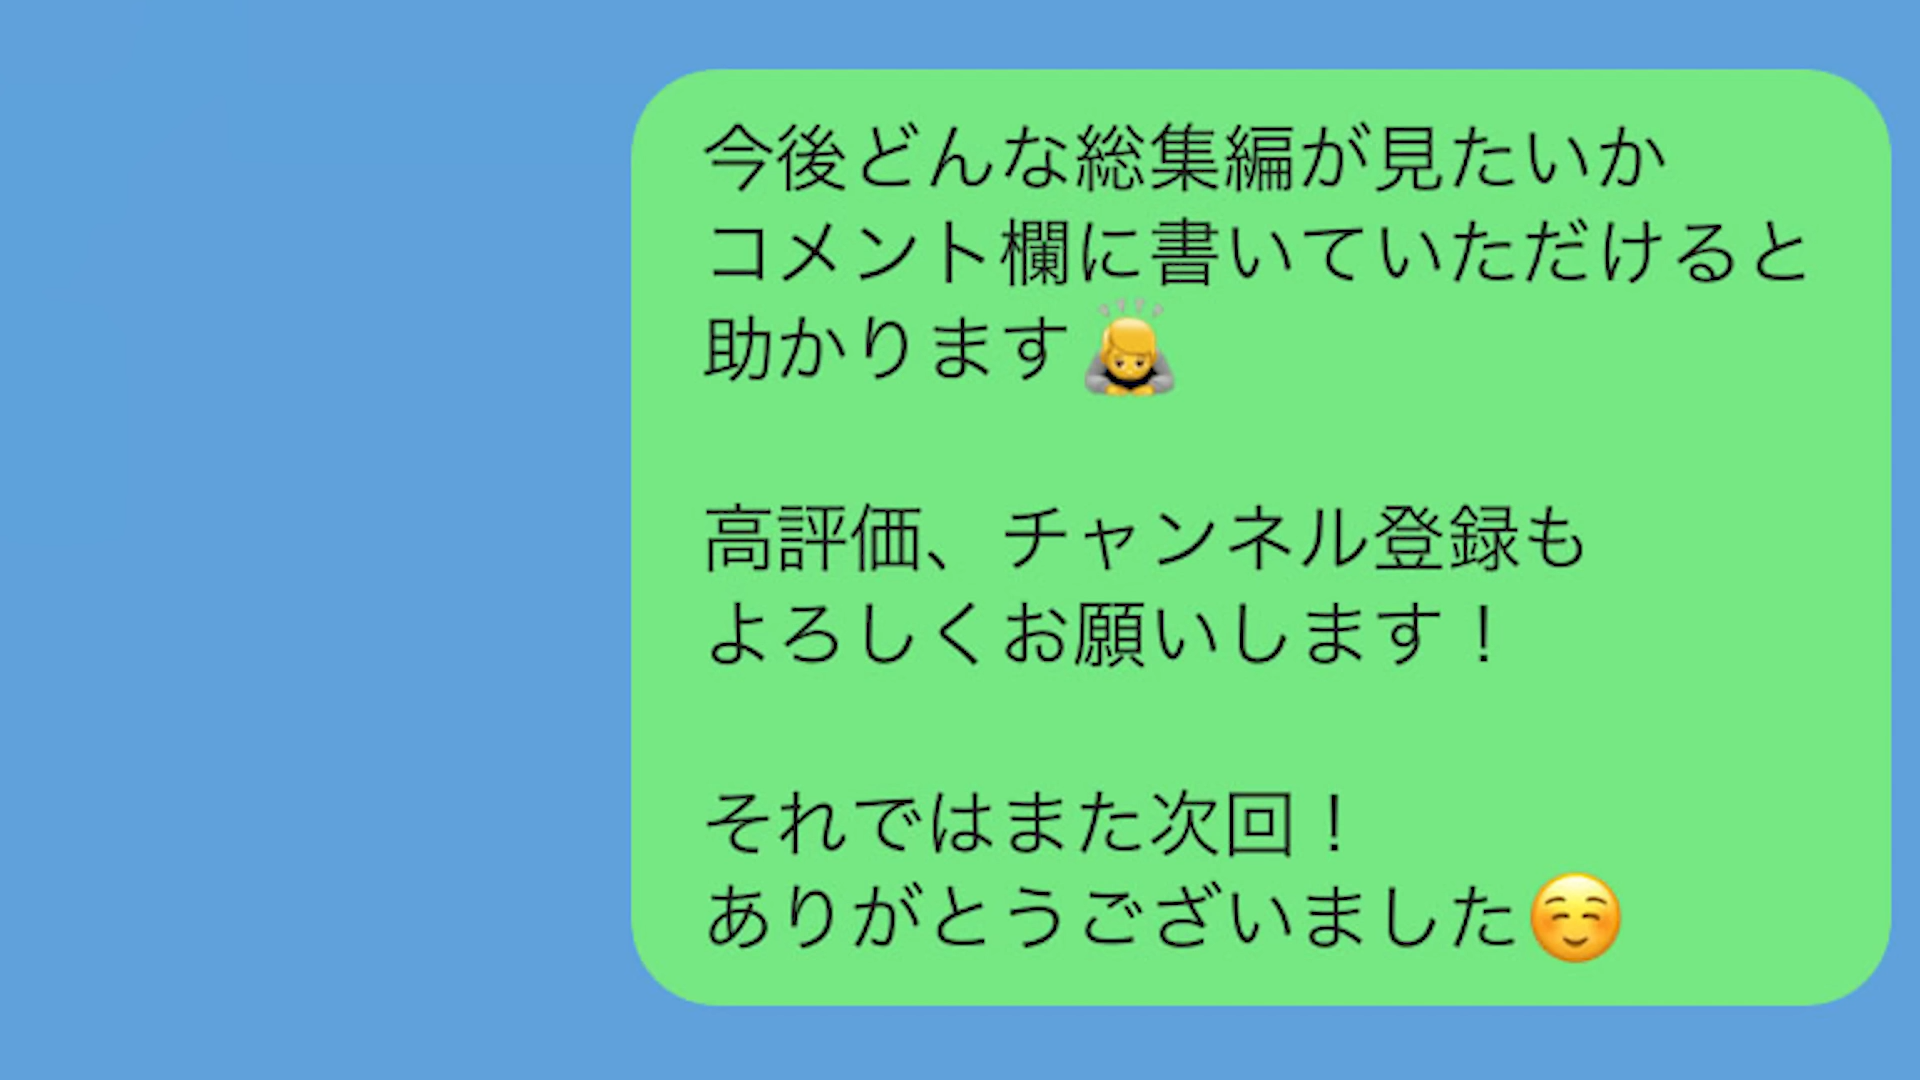 今後どんな総集編が見たいか
コメント欄に書いていただけると
助かります🙇
高評価、チャンネル登録も
よろしくお願いします！
それではまた次回！
ありがとうございました☺️